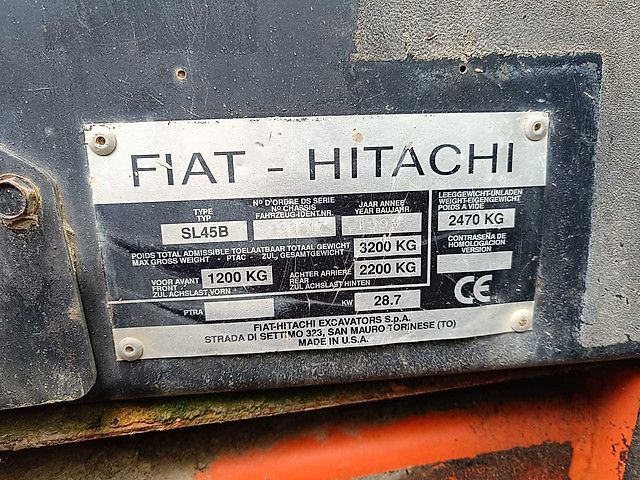 FIAT - HITACHI
TYPE
TYP
SL45B
Nº D'ORDRE DS SERIE
Nº CHASSIS
FAHRZEUG-IDENT.NR.
JAAR ANNEE
YEAR BAUJAHR
LEEGGEWICHT-UNLADEN
WEIGHT-EIGENGEWICHT
POIDS A VIDE
2470 KG
POIDS TOTAL ADMISSIBLE TOELAATBAAR TOTAAL GEWICHT
MAX GROSS WEIGHT PTAC - ZUL, GESAMTGEWICHT
3200 KG
VOOR AVANT
FRONT
ZUL ACHSLAST, VORN
1200 KG
ACHTER ARRIERE
REAR
ZUL ACHSLAST HINTEN
2200 KG
CONTRASEÑA DE
HOMOLOGACION
VERSION
PTRA
KW
28.7
CE
FIAT-HITACHI EXCAVATORS S.p.A.
STRADA DI SETTIMO 323, SAN MAURO TORINESE (TO)
MADE IN U.S.A.